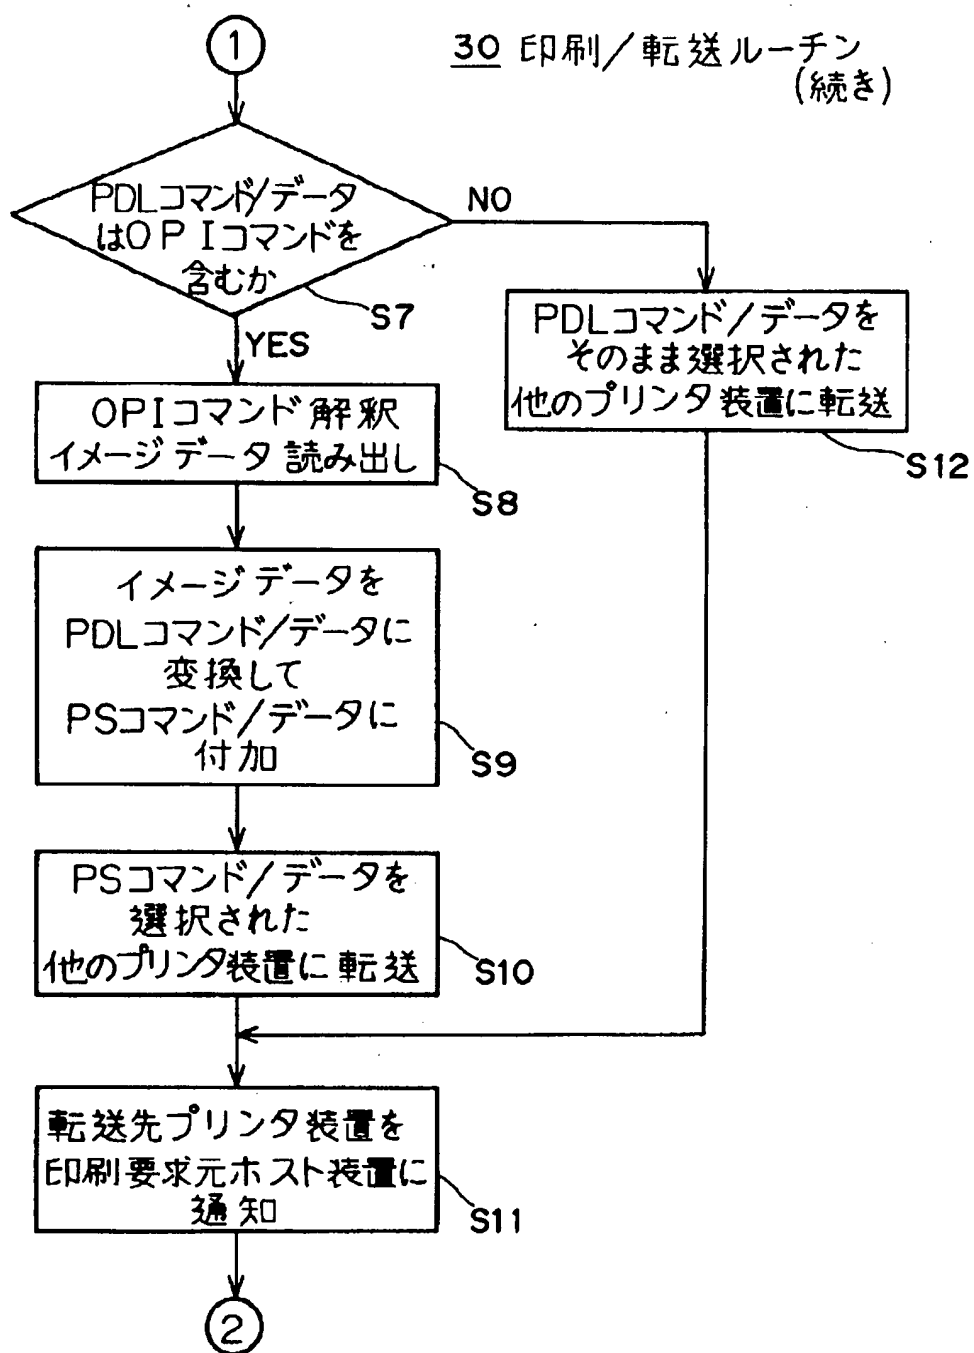 1
30 印刷/転送ルーチン
(続き)
PDLコマンド/データ
はOPIコマンドを
含むか
NO
S7
YES
PDLコマンド/データを
そのまま選択された
他のプリンタ装置に転送
S12
OPIコマンド解釈
イメージデータ読み出し
S8
イメージデータを
PDLコマンド/データに
変換して
PSコマンド/データに
付加
S9
PSコマンド/データを
選択された
他のプリンタ装置に転送
S10
転送先プリンタ装置を
印刷要求元ホスト装置に
通知
S11
2